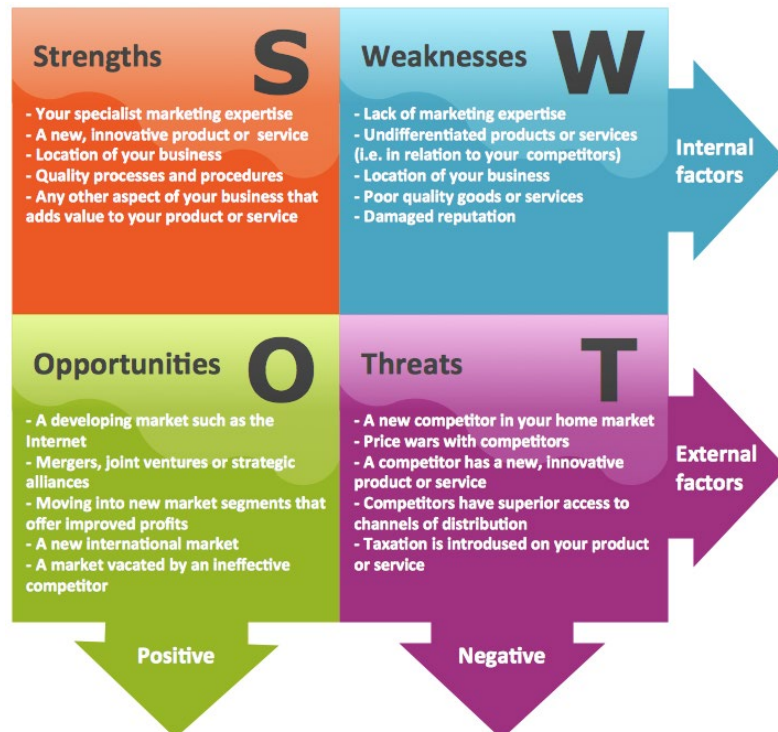 Strengths
S
- Your specialist marketing expertise
- A new, innovative product or  service
- Location of your business
- Quality processes and procedures
- Any other aspect of your business that
adds value to your product or service
Weaknesses
W
- Lack of marketing expertise
- Undifferentiated products or services
(i.e. in relation to your  competitors)
- Location of your business
- Poor quality goods or services
- Damaged reputation
Internal
factors
Opportunities
O
- A developing market such as the
Internet
- Mergers, joint ventures or strategic
alliances
- Moving into new market segments that
offer improved profits
- A new international market
- A market vacated by an ineffective
competitor
Threats
T
- A new competitor in your home market
- Price wars with competitors
- A competitor has a new, innovative
product or service
- Competitors have superior access to
channels of distribution
- Taxation is introdused on your product
or service
External
factors
Positive
Negative